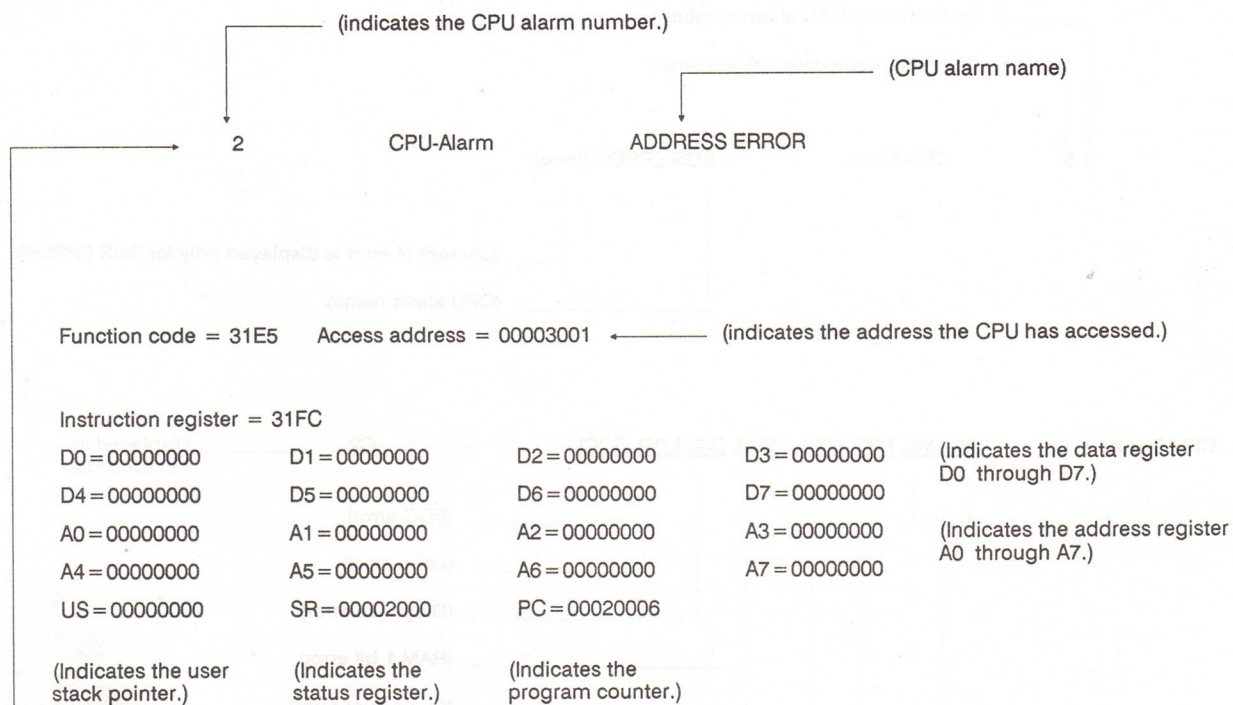 (indicates the CPU alarm number.)
(CPU alarm name)
2 CPU-Alarm ADDRESS ERROR
Function code = 31E5 Access address = 00003001 (indicates the address the CPU has accessed.)
Instruction register = 31FC
D0=00000000 D1=00000000 D2=00000000 D3=00000000 (Indicates the data register
D0 through D7.)
D4=00000000 D5=00000000 D6=00000000 D7=00000000
A0=00000000 A1=00000000 A2=00000000 A3=00000000 (Indicates the address register
A0 through A7.)
A4=00000000 A5=00000000 A6=00000000 A7=00000000
US=00000000 SR=00002000 PC=00020006
(Indicates the user
stack pointer.)
(Indicates the
status register.)
(Indicates the
program counter.)